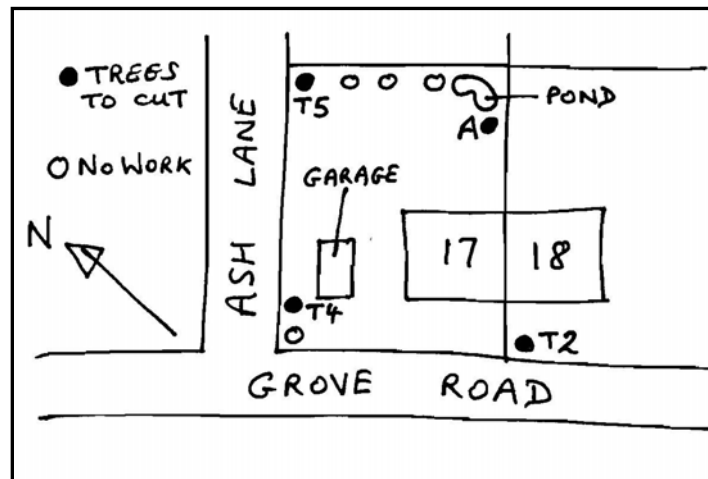 TREES
TO CUT
NO WORK
N
ASH LANE
T5
A
POND
GARAGE
17
18
T4
T2
GROVE ROAD